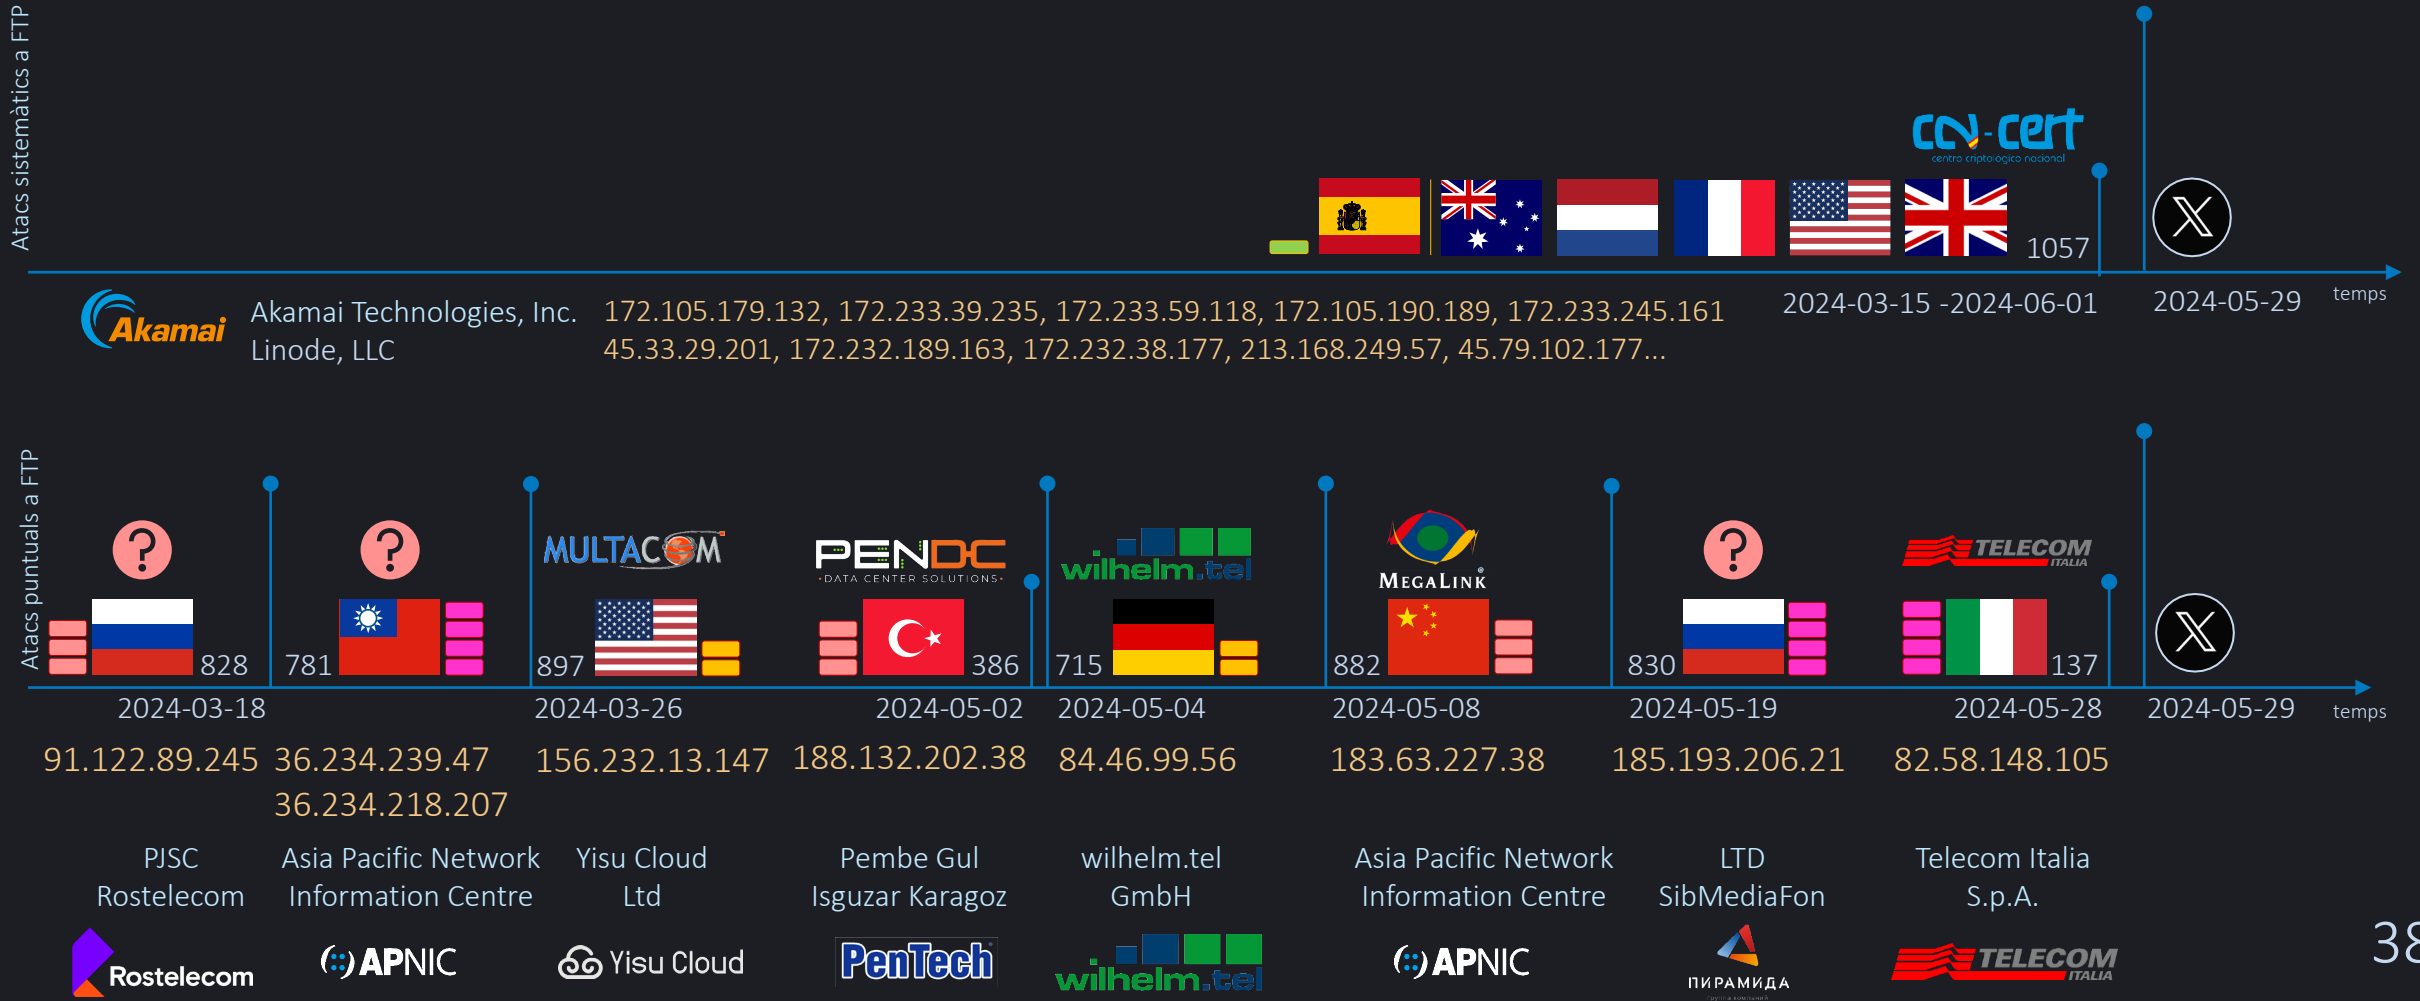 Atacs sistemàtics a FTP
cn-cert
centro criptológico nacional
1057
Akamai
Akamai Technologies, Inc.
Linode, LLC
172.105.179.132, 172.233.39.235, 172.233.59.118, 172.105.190.189, 172.233.245.161
45.33.29.201, 172.232.189.163, 172.232.38.177, 213.168.249.57, 45.79.102.177...
2024-03-15 -2024-06-01
2024-05-29
temps
Atacs puntuals a FTP
?
?
MULTACOM
PENDC
·DATA CENTER SOLUTIONS·
wilhelm.tel
MEGALINK
?
TELECOM
ITALIA
828
781
897
386
715
882
830
137
2024-03-18
2024-03-26
2024-05-02
2024-05-04
2024-05-08
2024-05-19
2024-05-28
2024-05-29
temps
91.122.89.245
36.234.239.47
36.234.218.207
156.232.13.147
188.132.202.38
84.46.99.56
183.63.227.38
185.193.206.21
82.58.148.105
PJSC
Rostelecom
Asia Pacific Network
Information Centre
Yisu Cloud
Ltd
Pembe Gul
Isguzar Karagoz
wilhelm.tel
GmbH
Asia Pacific Network
Information Centre
LTD
SibMediaFon
Telecom Italia
S.p.A.
Rostelecom
APNIC
Yisu Cloud
PenTech
wilhelm.tel
APNIC
ПИРАМИДА
группа компаний
TELECOM
ITALIA
38